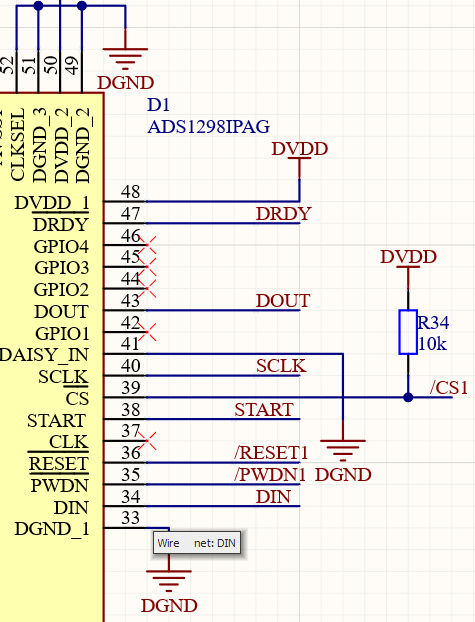 52
51
50
49
DGND
CLKSEL
DGND_3
DVDD_2
DGND_2
D1
ADS1298IPAG
DVDD
DVDD_1 48
DRDY 47 DRDY
GPIO4 46
GPIO3 45
GPIO2 44
DVDD
DOUT 43 DOUT
GPIO1 42
R34
10k
DAISY_IN 41
SCLK 40 SCLK
CS 39 /CS1
START 38 START
CLK 37
RESET 36 /RESET1
DGND
PWDN 35 /PWDN1
DIN 34 DIN
DGND_1 33
Wire net: DIN
DGND